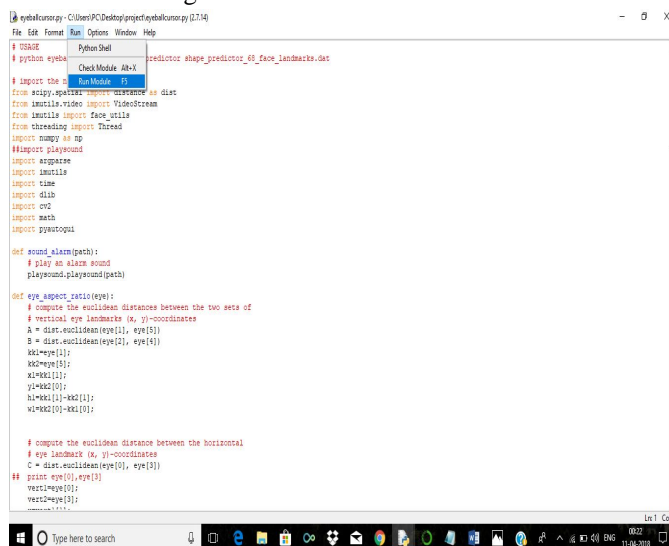 eyeballcursor.py - C:\Users\PC\Desktop\project\eyeballcursor.py (2.7.14)
File Edit Format Run Options Window Help
Python Shell
Check Module Alt+X
Run Module F5
# USAGE
# python eyeba predictor shape_predictor_68_face_landmarks.dat
# import the n
from scipy.spatial import distance as dist
from imutils.video import VideoStream
from imutils import face_utils
from threading import Thread
import numpy as np
##import playsound
import argparse
import imutils
import time
import dlib
import cv2
import math
import pyautogui
def sound_alarm(path):
# play an alarm sound
playsound.playsound(path)
def eye_aspect_ratio(eye):
# compute the euclidean distances between the two sets of
# vertical eye landmarks (x, y)-coordinates
A = dist.euclidean(eye[1], eye[5])
B = dist.euclidean(eye[2], eye[4])
kk1=eye[1];
kk2=eye[5];
x1=kk1[1];
y1=kk2[0];
h1=kk1[1]-kk2[1];
w1=kk2[0]-kk1[0];
# compute the euclidean distance between the horizontal
# eye landmark (x, y)-coordinates
C = dist.euclidean(eye[0], eye[3])
## print eye[0],eye[3]
vert1=eye[0];
vert2=eye[3];
Ln: 1 Co
Type here to search
ENG
00:22
11-04-2018